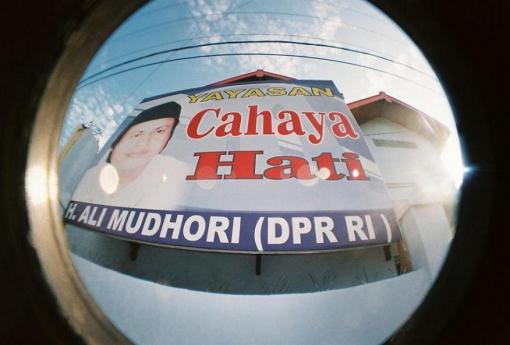 YAYASAN
Cahaya
Hati
H. ALI MUDHORI (DPR RI)